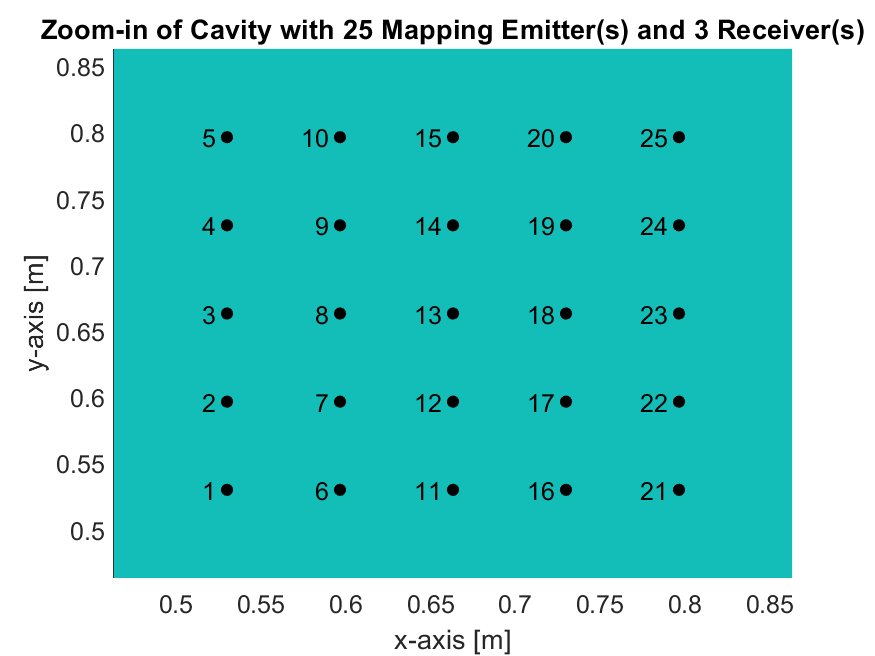 Zoom-in of Cavity with 25 Mapping Emitter(s) and 3 Receiver(s)
0.85
0.8
0.75
0.7
0.65
0.6
0.55
0.5
y-axis [m]
5 10 15 20 25
4 9 14 19 24
3 8 13 18 23
2 7 12 17 22
1 6 11 16 21
0.5 0.55 0.6 0.65 0.7 0.75 0.8 0.85
x-axis [m]